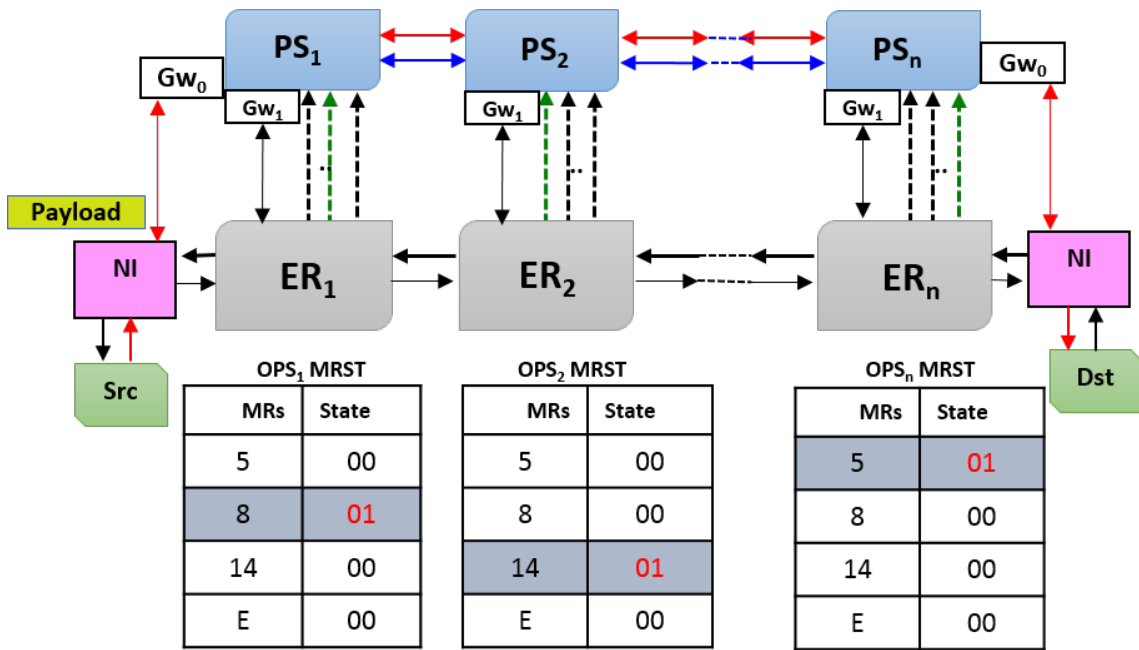 PS1 PS2 PSn
Gw0 Gw0
Gw1 Gw1 Gw1
.. .. ..
Payload
NI ER1 ER2 ERn NI
Src Dst
OPS1 MRST OPS2 MRST OPSn MRST
MRs State MRs State MRs State
5 00 5 00 5 01
8 01 8 00 8 00
14 00 14 01 14 00
E 00 E 00 E 00